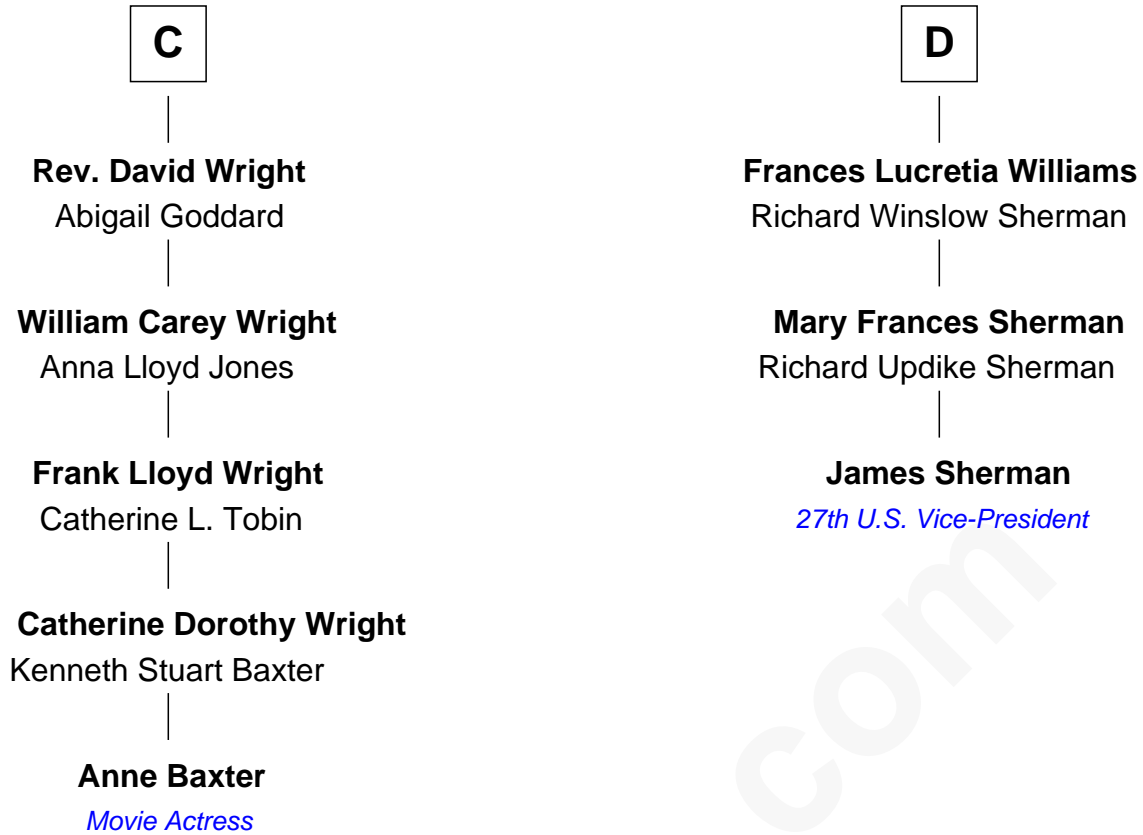 C
Rev. David Wright
Abigail Goddard
William Carey Wright
Anna Lloyd Jones
Frank Lloyd Wright
Catherine L. Tobin
Catherine Dorothy Wright
Kenneth Stuart Baxter
Anne Baxter
Movie Actress
D
Frances Lucretia Williams
Richard Winslow Sherman
Mary Frances Sherman
Richard Updike Sherman
James Sherman
27th U.S. Vice-President
com